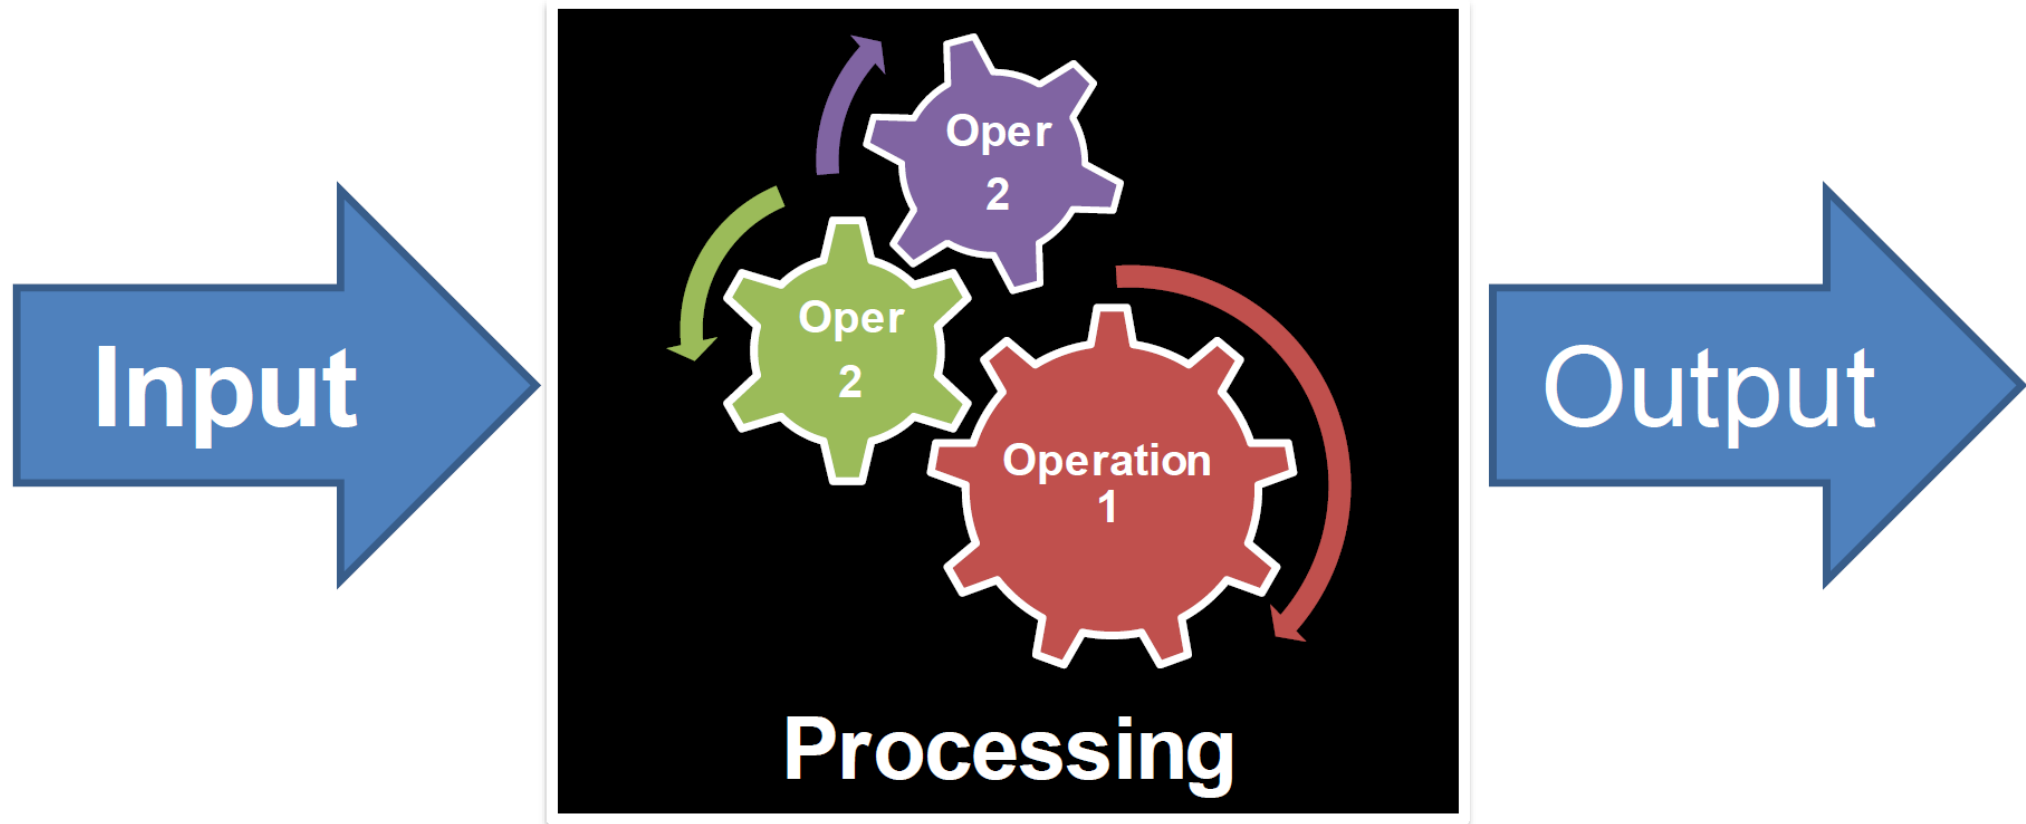 Input
Oper
2
Oper
2
Operation
1
Processing
Output